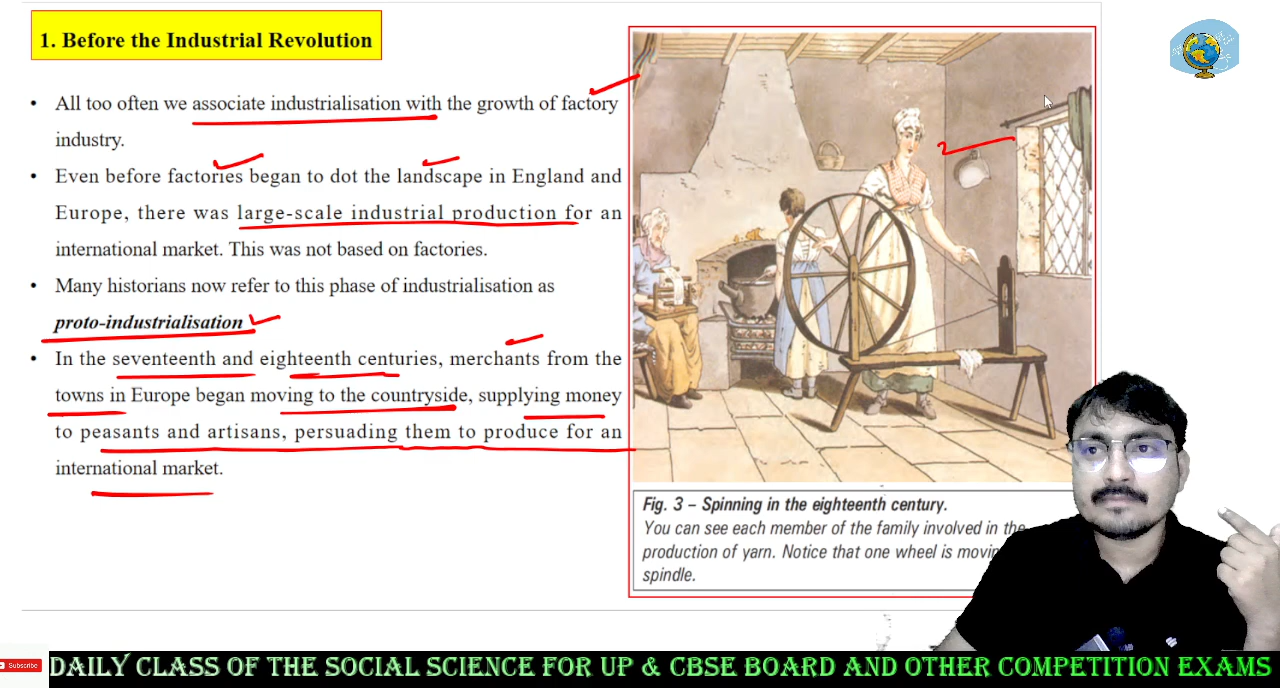 1. Before the Industrial Revolution
• All too often we associate industrialisation with the growth of factory
industry.
• Even before factories began to dot the landscape in England and
Europe, there was large-scale industrial production for an
international market. This was not based on factories.
• Many historians now refer to this phase of industrialisation as
proto-industrialisation
• In the seventeenth and eighteenth centuries, merchants from the
towns in Europe began moving to the countryside, supplying money
to peasants and artisans, persuading them to produce for an
international market.
Fig. 3 – Spinning in the eighteenth century.
You can see each member of the family involved in the
production of yarn. Notice that one wheel is
spindle.
Subscribe
DAILY CLASS OF THE SOCIAL SCIENCE FOR UP & CBSE BOARD AND OTHER COMPETITION EXAMS